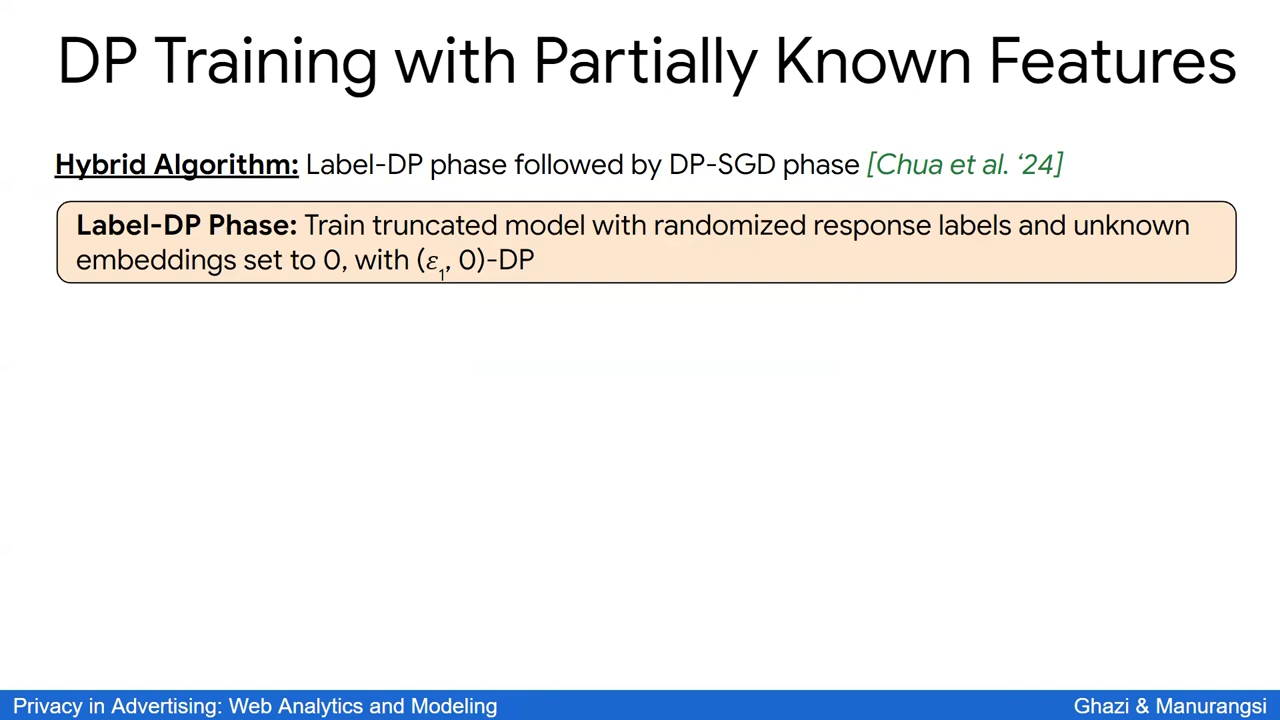 DP Training with Partially Known Features
Hybrid Algorithm: Label-DP phase followed by DP-SGD phase [Chua et al. ‘24]
Label-DP Phase: Train truncated model with randomized response labels and unknown
embeddings set to 0, with (ε₁, 0)-DP
Privacy in Advertising: Web Analytics and Modeling
Ghazi & Manurangsi